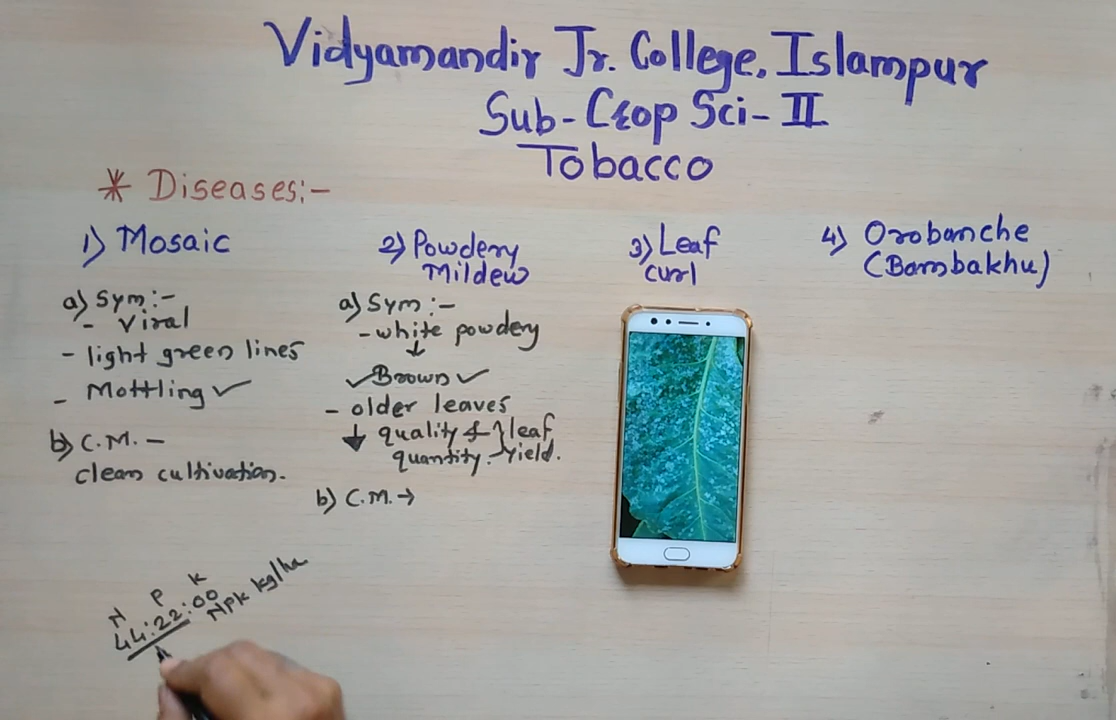 Vidyamandir Jr. College, Islampur
Sub-Crop Sci-II
Tobacco
* Diseases:-
1) Mosaic
a) Sym:-
- Viral
- light green lines
- Mottling ✓
b) C.M. -
clean cultivation.
2) Powdery
Mildew
a) Sym:-
- white powdery
↓
✓Brown✓
- older leaves
↓ quality & } leaf
quantity. yield.
b) C.M. →
3) Leaf
curl
4) Orobanche
(Bambakhu)
N P K
44:22:00
NPK kg/ha